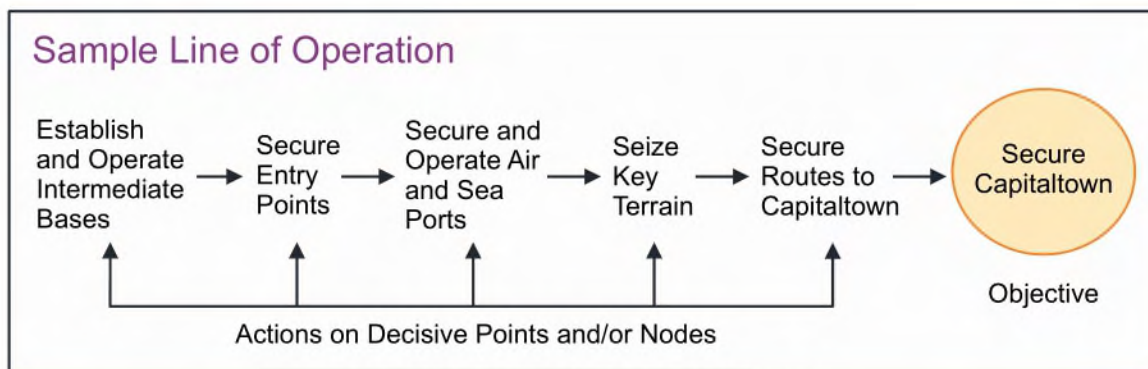 Sample Line of Operation
Establish
and Operate
Intermediate
Bases
Secure
Entry
Points
Secure and
Operate Air
and Sea
Ports
Seize
Key
Terrain
Secure
Routes to
Capitaltown
Secure
Capitaltown
Objective
Actions on Decisive Points and/or Nodes